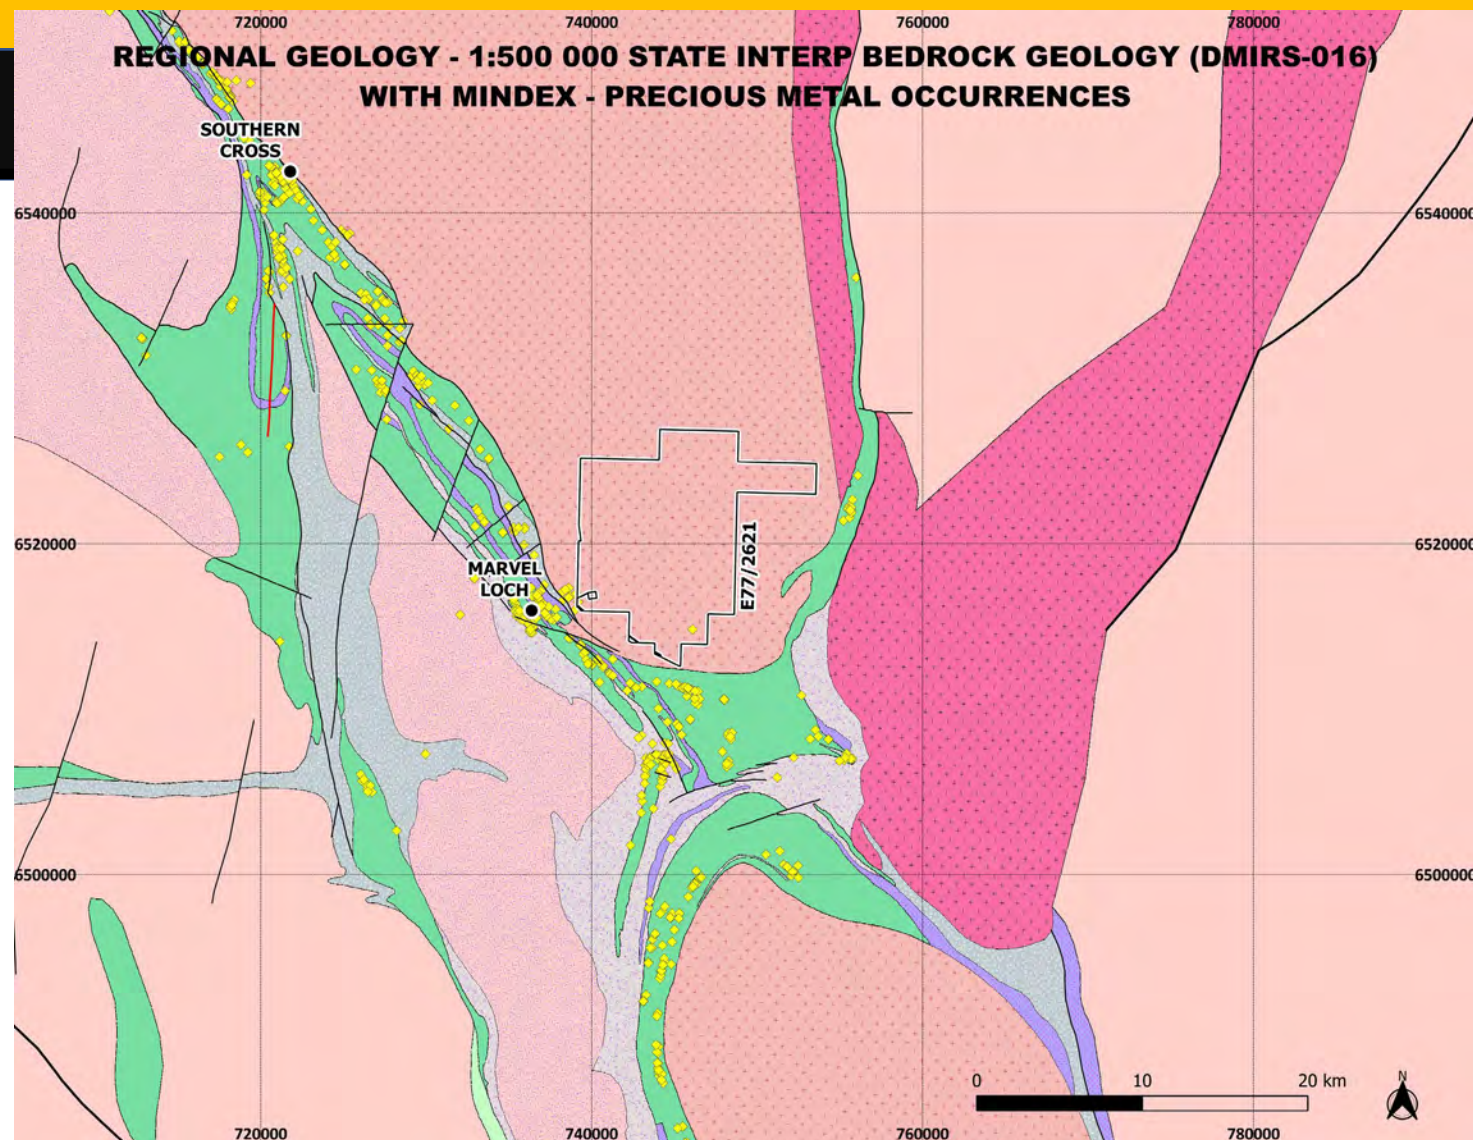 720000 740000 760000 780000
REGIONAL GEOLOGY - 1:500 000 STATE INTERP BEDROCK GEOLOGY (DMIRS-016)
WITH MINDEX - PRECIOUS METAL OCCURRENCES
SOUTHERN
CROSS
6540000 6540000
6520000 6520000
MARVEL
LOCH
E77/2621
6500000 6500000
0 10 20 km
N
720000 740000 760000 780000